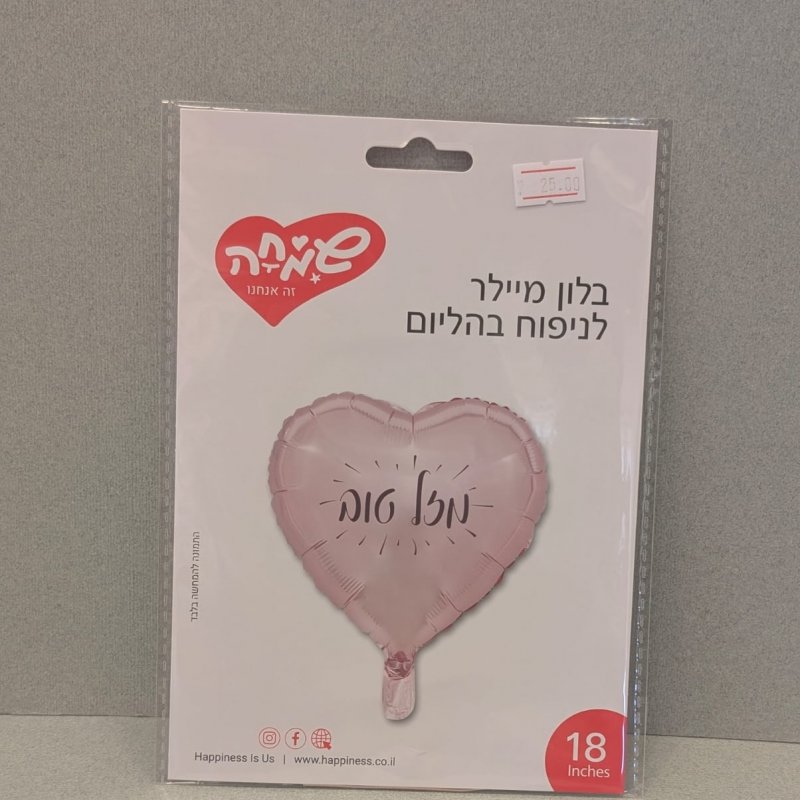 25.00
שִׂמְחָה
זה אנחנו
בלון מיילר
לניפוח בהליום
מזל טוב
התמונה להמחשה בלבד
Happiness Is Us | www.happiness.co.il
18
Inches